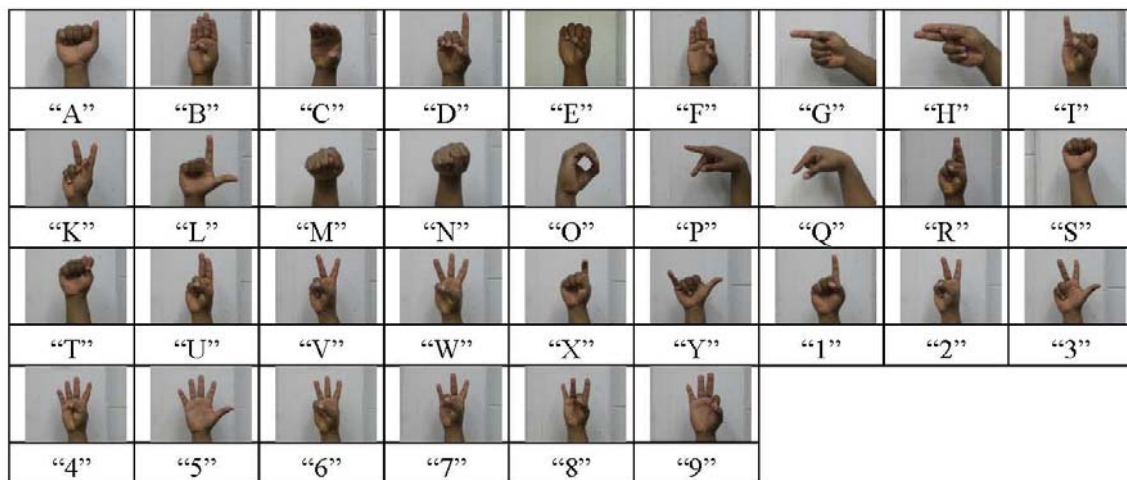 “A” “B” “C” “D” “E” “F” “G” “H” “I”
“K” “L” “M” “N” “O” “P” “Q” “R” “S”
“T” “U” “V” “W” “X” “Y” “1” “2” “3”
“4” “5” “6” “7” “8” “9”